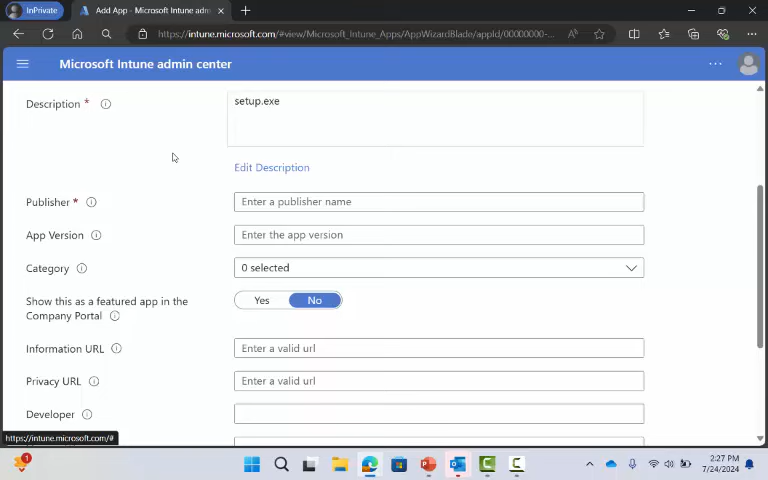 InPrivate
Add App - Microsoft Intune adm
https://intune.microsoft.com/#view/Microsoft_Intune_Apps/AppWizardBlade/appId/00000000-...
Microsoft Intune admin center
Description *
setup.exe
Edit Description
Publisher *
Enter a publisher name
App Version
Enter the app version
Category
0 selected
Show this as a featured app in the
Company Portal
Yes
No
Information URL
Enter a valid url
Privacy URL
Enter a valid url
Developer
https://intune.microsoft.com/#
1
2:27 PM
7/24/2024